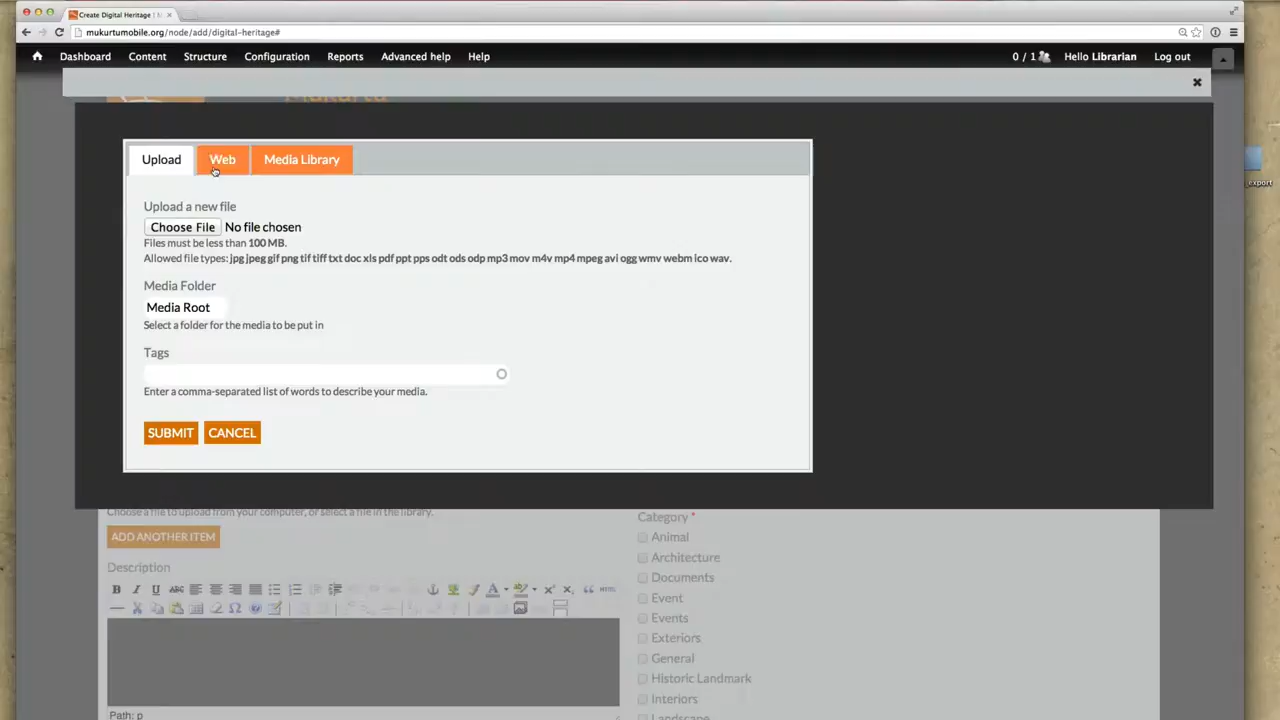 Create Digital Heritage | M
mukurtumobile.org/node/add/digital-heritage#
Dashboard Content Structure Configuration Reports Advanced help Help 0 / 1 Hello Librarian Log out
Mukurtu
Upload Web Media Library
Upload a new file
Choose File No file chosen
Files must be less than 100 MB.
Allowed file types: jpg jpeg gif png tif tiff txt doc xls pdf ppt pps odt ods odp mp3 mov m4v mp4 mpeg avi ogg wmv webm ico wav.
Media Folder
Media Root
Select a folder for the media to be put in
Tags
Enter a comma-separated list of words to describe your media.
SUBMIT CANCEL
_export
Choose a file to upload from your computer, or select a file in the library.
ADD ANOTHER ITEM
Description
B I U ABC
HTML
Path: p
Category *
Animal
Architecture
Documents
Event
Events
Exteriors
General
Historic Landmark
Interiors
Landscape